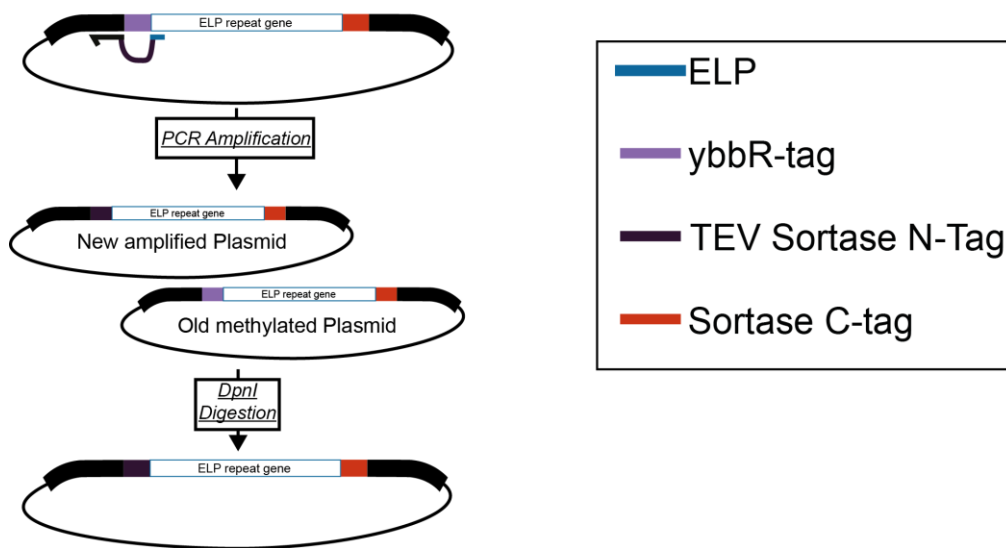 ELP repeat gene
PCR Amplification
ELP repeat gene
New amplified Plasmid
ELP repeat gene
Old methylated Plasmid
DpnI
Digestion
ELP repeat gene
ELP
ybbR-tag
TEV Sortase N-Tag
Sortase C-tag